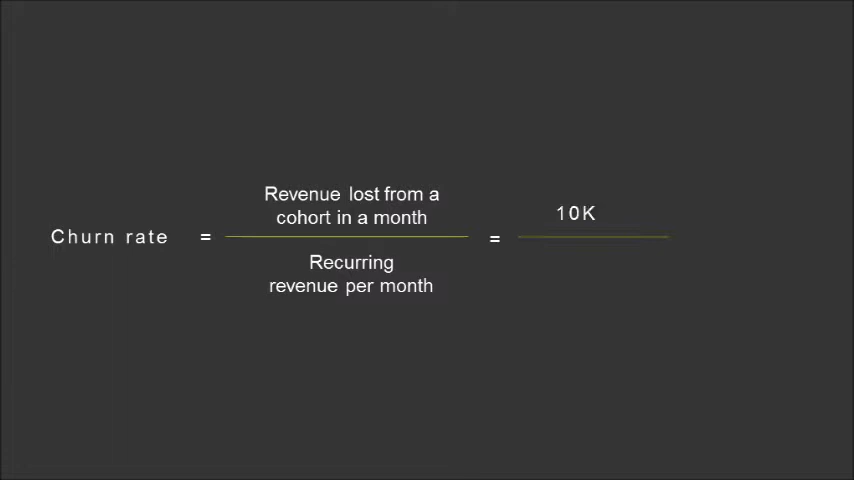 Churn rate = Revenue lost from a
cohort in a month
Recurring
revenue per month
= 10K